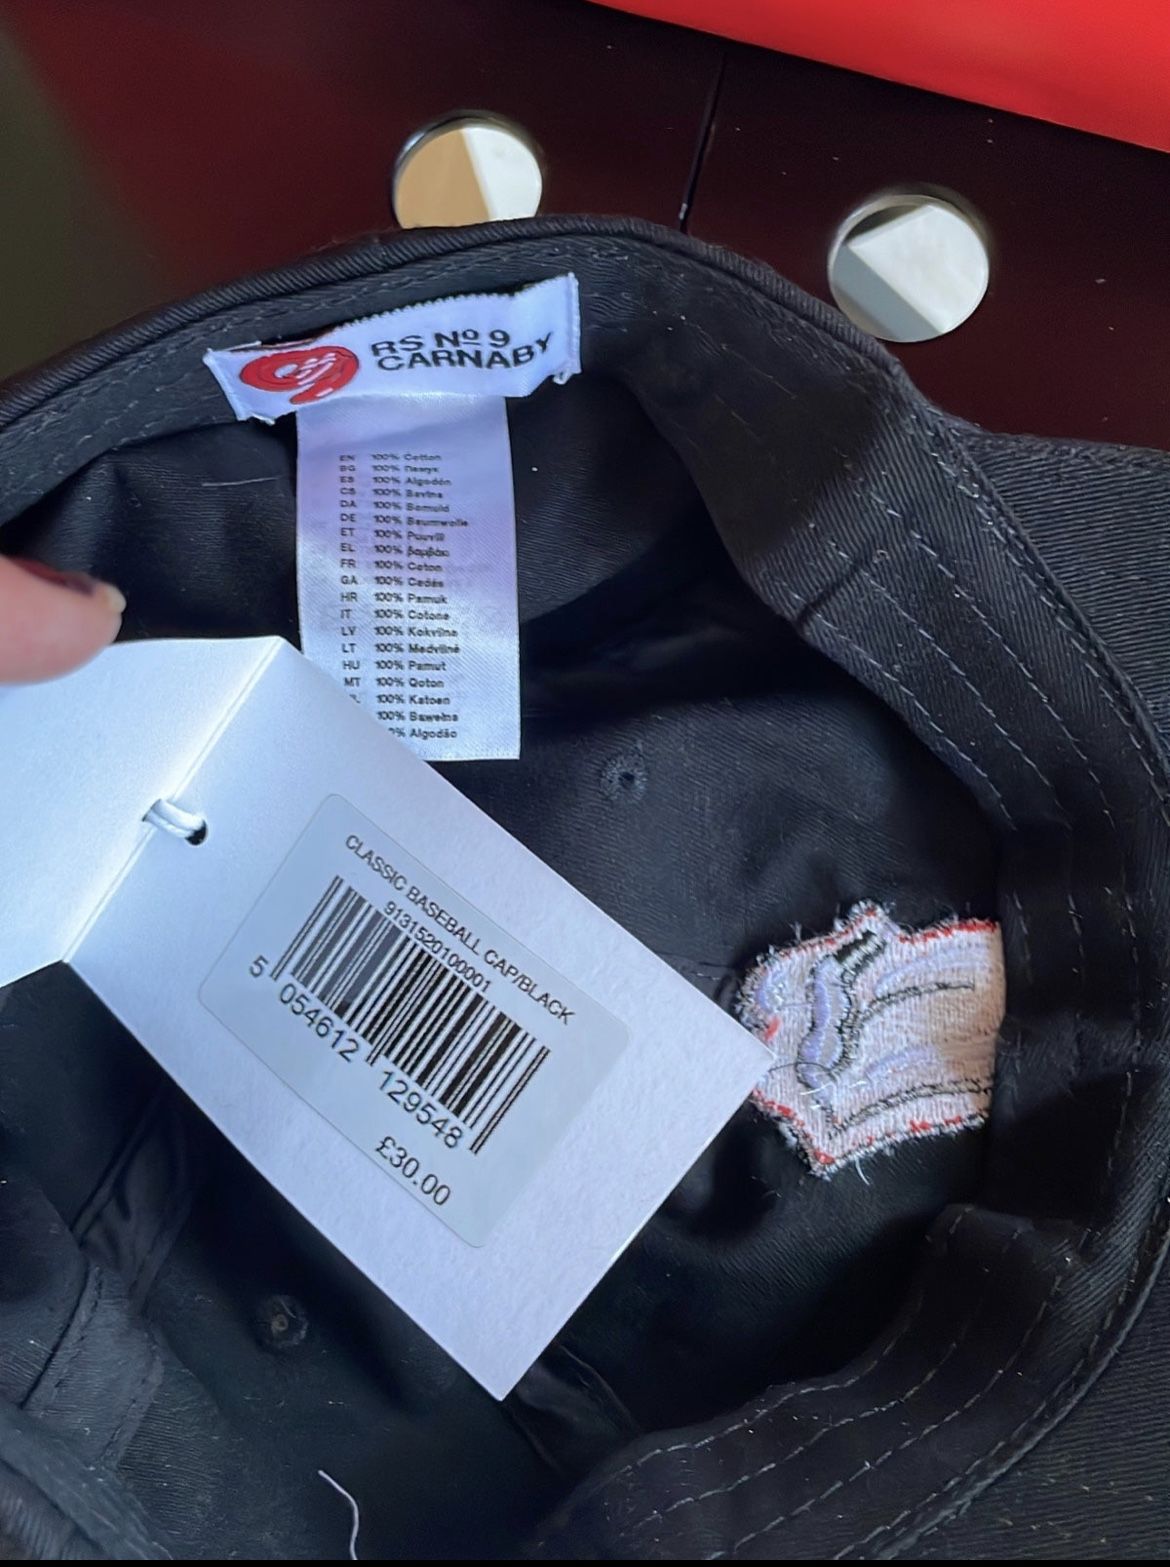 RS Nº 9
CARNABY
EN 100% Cotton
BG 100% Памук
ES 100% Algodón
CS 100% Bavlna
DA 100% Bomuld
DE 100% Baumwolle
ET 100% Puuvill
EL 100% βαμβάκι
FR 100% Coton
GA 100% Cadás
HR 100% Pamuk
IT 100% Cotone
LV 100% Kokvilna
LT 100% Medvilnė
HU 100% Pamut
MT 100% Qoton
100% Katoen
100% Bawełna
% Algodão
CLASSIC BASEBALL CAP/BLACK
9131520100001
5 054612 129548
£30.00